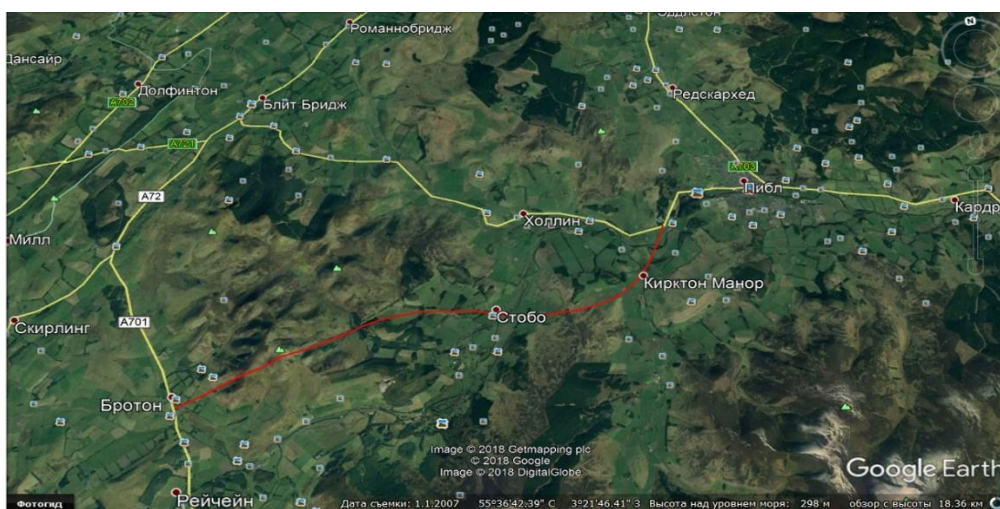 Эддлстон
Романнобридж
Дансайр
Долфинтон
A702
Блйт Бридж
Редскархед
A721
A703
Пибл
A72
Кардр
Холлин
Милл
Кирктон Манор
Стобо
A701
Скирлинг
Бротон
Image © 2018 Getmapping plc
© 2018 Google
Image © 2018 DigitalGlobe
Google Earth
Рейчейн
Фотогид
Дата съемки: 1.1.2007 55°36'42.39" С 3°21'46.41" З Высота над уровнем моря: 298 м обзор с высоты 18.36 км